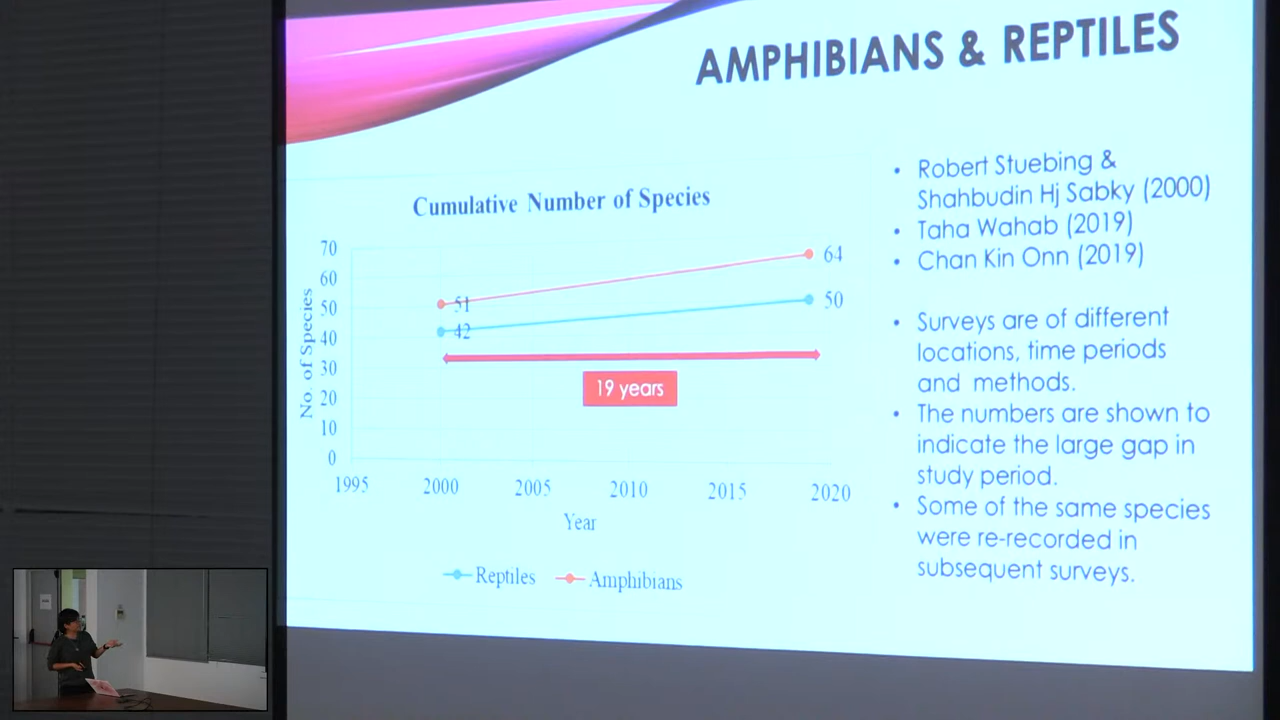 AMPHIBIANS & REPTILES
Cumulative Number of Species
No. of Species
70
60
50
40
30
20
10
0
51
42
64
50
19 years
1995
2000
2005
2010
2015
2020
Year
Reptiles
Amphibians
• Robert Stuebing &
Shahbudin Hj Sabky (2000)
• Taha Wahab (2019)
• Chan Kin Onn (2019)
• Surveys are of different
locations, time periods
and methods.
• The numbers are shown to
indicate the large gap in
study period.
• Some of the same species
were re-recorded in
subsequent surveys.